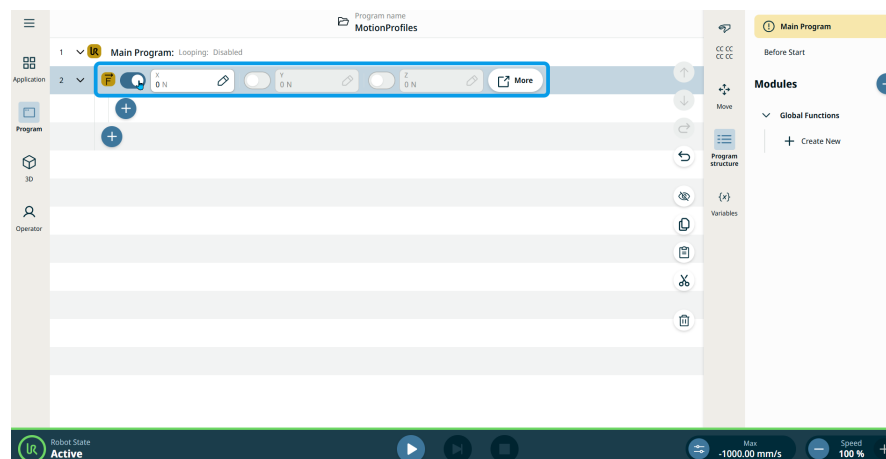 Program name
MotionProfiles
Application
Program
3D
Operator
1 UR Main Program: Looping: Disabled
2 F X 0 N Y 0 N Z 0 N More
CC CC
CC CC
Move
Program
structure
{x}
Variables
Main Program
Before Start
Modules
Global Functions
Create New
UR
Robot State
Active
Max
-1000.00 mm/s
Speed
100 %